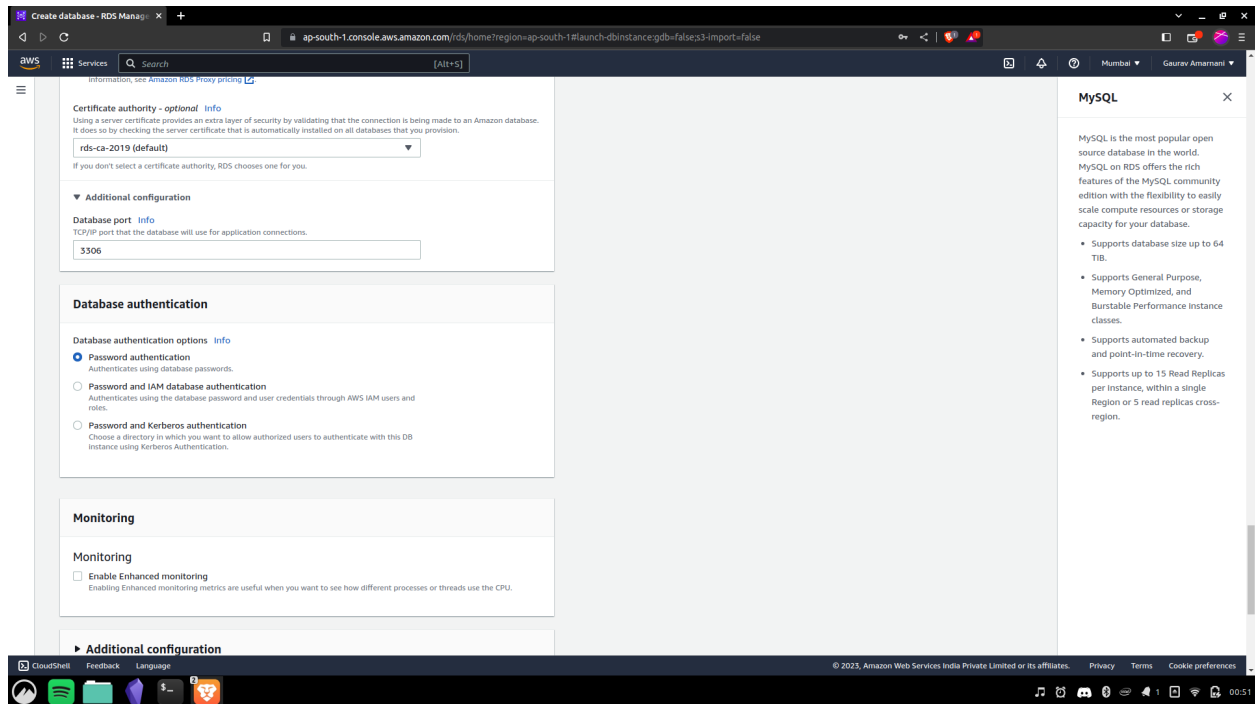 Create database - RDS Manag
ap-south-1.console.aws.amazon.com/rds/home?region=ap-south-1#launch-dbinstance:gdb=false;s3-import=false
aws
Services
Search
[Alt+S]
Mumbai
Gaurav Amarnani
information, see Amazon RDS Proxy pricing
Certificate authority - optional Info
Using a server certificate provides an extra layer of security by validating that the connection is being made to an Amazon database.
It does so by checking the server certificate that is automatically installed on all databases that you provision.
rds-ca-2019 (default)
If you don't select a certificate authority, RDS chooses one for you.
Additional configuration
Database port Info
TCP/IP port that the database will use for application connections.
3306
Database authentication
Database authentication options Info
Password authentication
Authenticates using database passwords.
Password and IAM database authentication
Authenticates using the database password and user credentials through AWS IAM users and
roles.
Password and Kerberos authentication
Choose a directory in which you want to allow authorized users to authenticate with this DB
instance using Kerberos Authentication.
Monitoring
Monitoring
Enable Enhanced monitoring
Enabling Enhanced monitoring metrics are useful when you want to see how different processes or threads use the CPU.
Additional configuration
MySQL
MySQL is the most popular open
source database in the world.
MySQL on RDS offers the rich
features of the MySQL community
edition with the flexibility to easily
scale compute resources or storage
capacity for your database.
• Supports database size up to 64
TiB.
• Supports General Purpose,
Memory Optimized, and
Burstable Performance instance
classes.
• Supports automated backup
and point-in-time recovery.
• Supports up to 15 Read Replicas
per instance, within a single
Region or 5 read replicas cross-
region.
CloudShell
Feedback
Language
© 2023, Amazon Web Services India Private Limited or its affiliates.
Privacy
Terms
Cookie preferences
2
$_
1
00:51